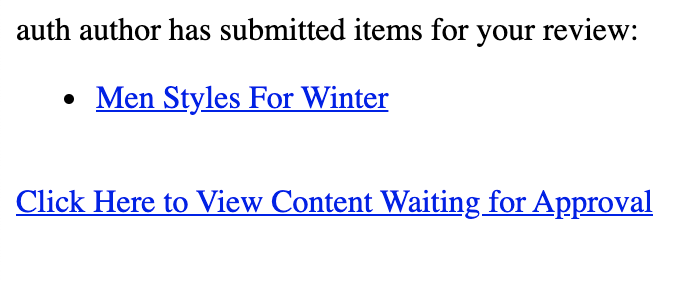 auth author has submitted items for your review:
Men Styles For Winter
Click Here to View Content Waiting for Approval